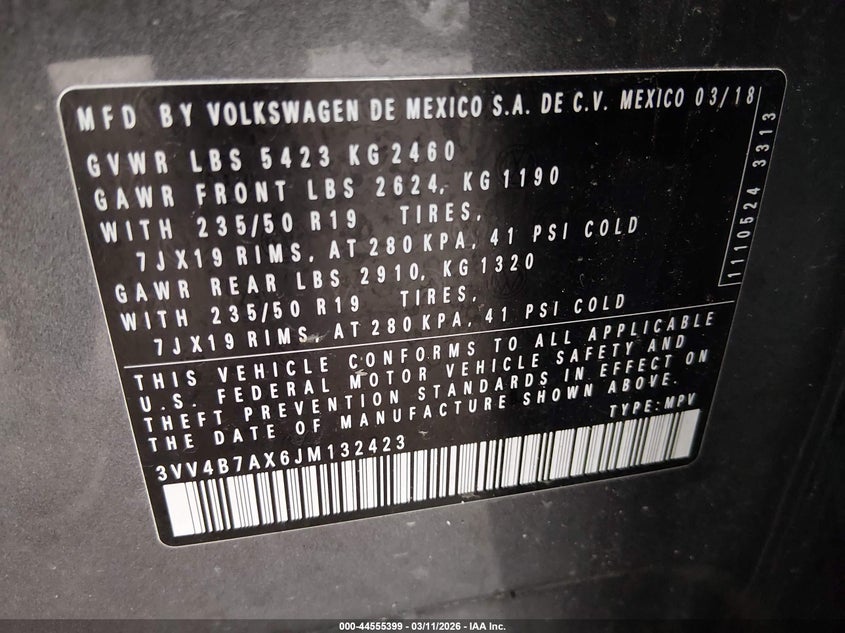 MFD BY VOLKSWAGEN DE MEXICO S.A. DE C.V. MEXICO 03/18
GVWR LBS 5423 KG 2460
GAWR FRONT LBS 2624, KG 1190
WITH 235/50 R19 TIRES,
7JX19 RIMS, AT 280 KPA, 41 PSI COLD
GAWR REAR LBS 2910, KG 1320
WITH 235/50 R19 TIRES,
7JX19 RIMS, AT 280 KPA, 41 PSI COLD
1110524 3313
THIS VEHICLE CONFORMS TO ALL APPLICABLE
U.S. FEDERAL MOTOR VEHICLE SAFETY AND
THEFT PREVENTION STANDARDS IN EFFECT ON
THE DATE OF MANUFACTURE SHOWN ABOVE.
TYPE: MPV
3VV4B7AX6JM132423
000-44555399 - 03/11/2026 - IAA Inc.